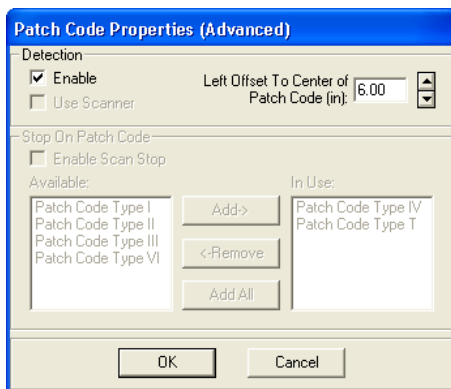 Patch Code Properties (Advanced)
Detection
Enable
Use Scanner
Left Offset To Center of
Patch Code (in):
6.00
Stop On Patch Code
Enable Scan Stop
Available:
Patch Code Type I
Patch Code Type II
Patch Code Type III
Patch Code Type VI
Add->
<-Remove
Add All
In Use:
Patch Code Type IV
Patch Code Type T
OK
Cancel